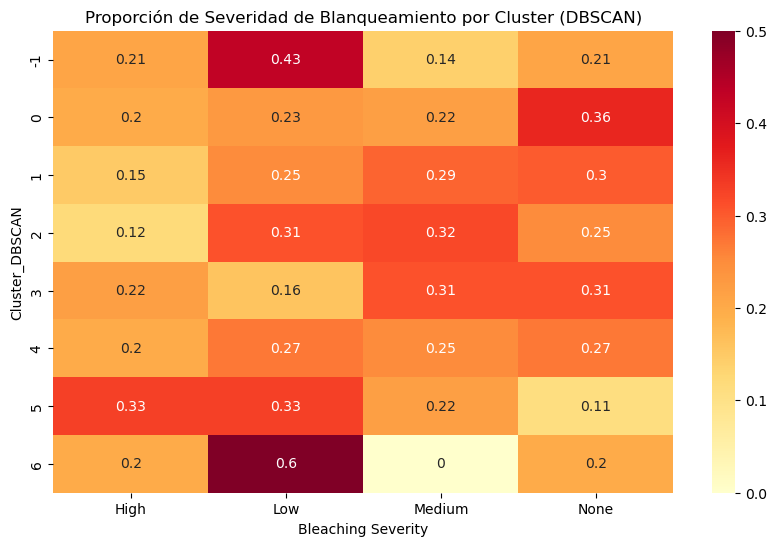 Proporción de Severidad de Blanqueamiento por Cluster (DBSCAN)
Cluster_DBSCAN
-1 0.21 0.43 0.14 0.21
0 0.2 0.23 0.22 0.36
1 0.15 0.25 0.29 0.3
2 0.12 0.31 0.32 0.25
3 0.22 0.16 0.31 0.31
4 0.2 0.27 0.25 0.27
5 0.33 0.33 0.22 0.11
6 0.2 0.6 0 0.2
High Low Medium None
Bleaching Severity
0.5
0.4
0.3
0.2
0.1
0.0